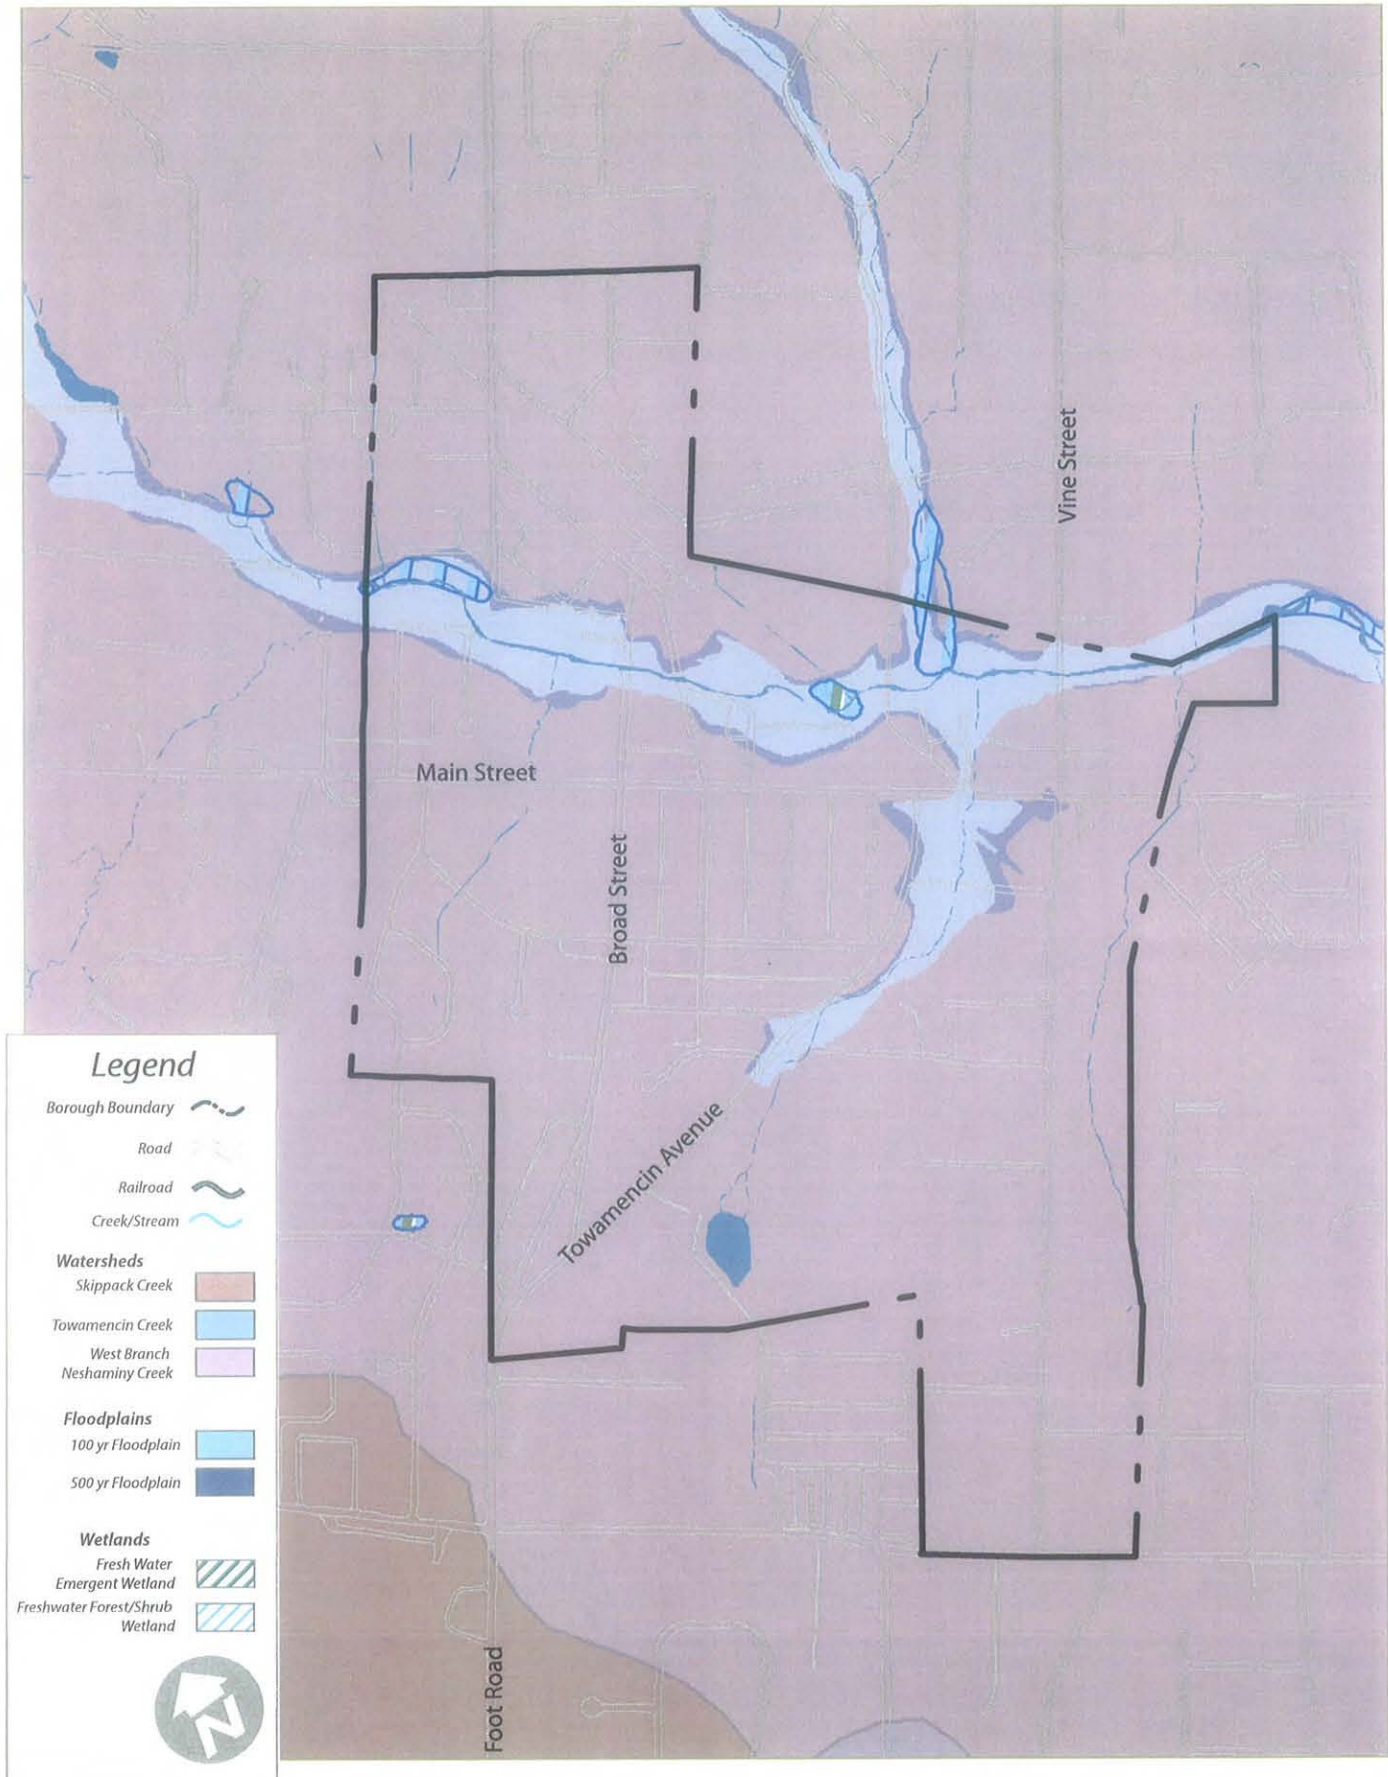 Vine Street
Main Street
Broad Street
Towamencin Avenue
Foot Road
Legend
Borough Boundary
Road
Railroad
Creek/Stream
Watersheds
Skippack Creek
Towamencin Creek
West Branch
Neshaminy Creek
Floodplains
100 yr Floodplain
500 yr Floodplain
Wetlands
Fresh Water
Emergent Wetland
Freshwater Forest/Shrub
Wetland
N